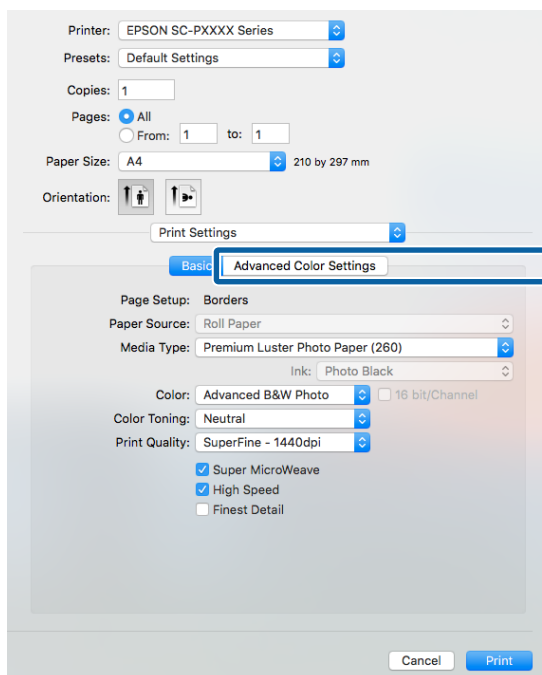 Printer: EPSON SC-PXXXX Series
Presets: Default Settings
Copies: 1
Pages: All
From: 1 to: 1
Paper Size: A4 210 by 297 mm
Orientation:
Print Settings
Basic Advanced Color Settings
Page Setup: Borders
Paper Source: Roll Paper
Media Type: Premium Luster Photo Paper (260)
Ink: Photo Black
Color: Advanced B&W Photo 16 bit/Channel
Color Toning: Neutral
Print Quality: SuperFine - 1440dpi
Super MicroWeave
High Speed
Finest Detail
Cancel Print